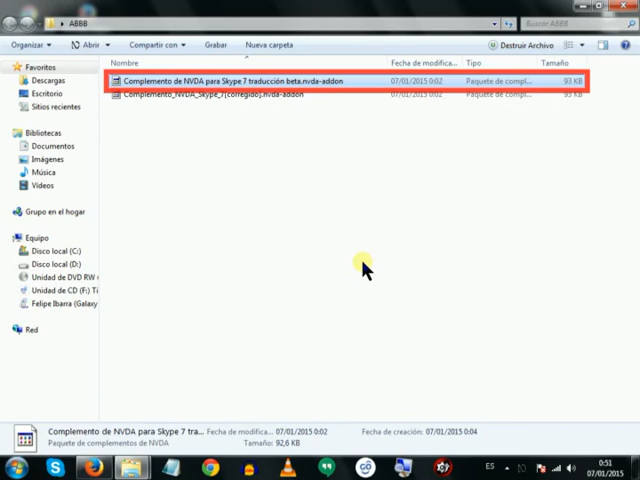 ABBB
Buscar ABBB
Organizar
Abrir
Compartir con
Grabar
Nueva carpeta
Destruir Archivo
Favoritos
Descargas
Escritorio
Sitios recientes
Bibliotecas
Documentos
Imágenes
Música
Vídeos
Grupo en el hogar
Equipo
Disco local (C:)
Disco local (D:)
Unidad de DVD RW
Unidad de CD (F:) Ti
Felipe Ibarra (Galaxy
Red
Nombre
Fecha de modifica...
Tipo
Tamaño
Complemento de NVDA para Skype 7 traducción beta.nvda-addon
07/01/2015 0:02
Paquete de compl...
93 KB
Complemento_NVDA_Skype_7[corregido].nvda-addon
07/01/2015 0:02
Paquete de compl...
93 KB
Complemento de NVDA para Skype 7 tra...
Fecha de modifica... 07/01/2015 0:02
Fecha de creación: 07/01/2015 0:04
Paquete de complementos de NVDA
Tamaño: 92,6 KB
ES
0:51
07/01/2015